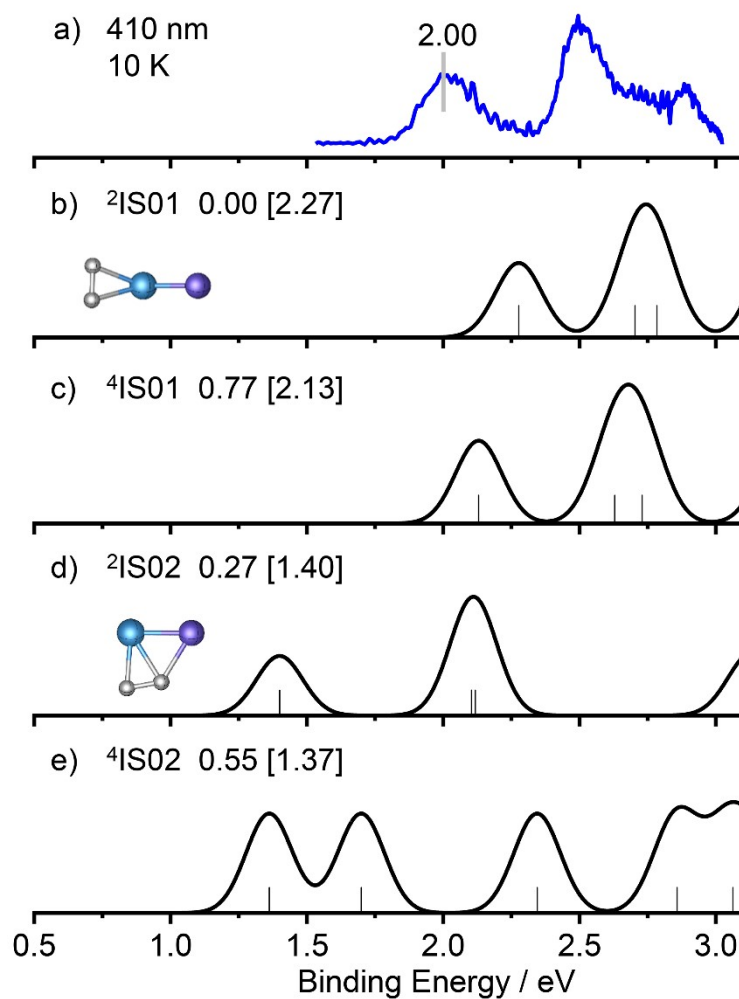 a) 410 nm
10 K
2.00
b) ²IS01 0.00 [2.27]
c) ⁴IS01 0.77 [2.13]
d) ²IS02 0.27 [1.40]
e) ⁴IS02 0.55 [1.37]
0.5 1.0 1.5 2.0 2.5 3.0
Binding Energy / eV